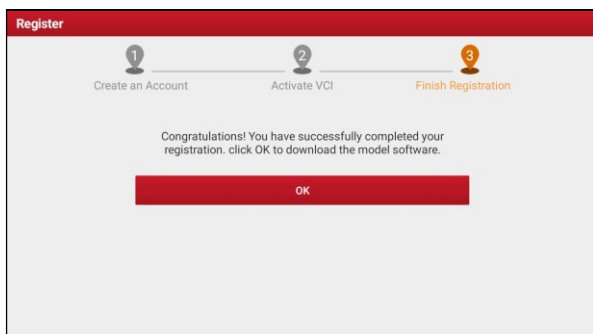 Register
1
2
3
Create an Account
Activate VCI
Finish Registration
Congratulations! You have successfully completed your
registration. click OK to download the model software.
OK